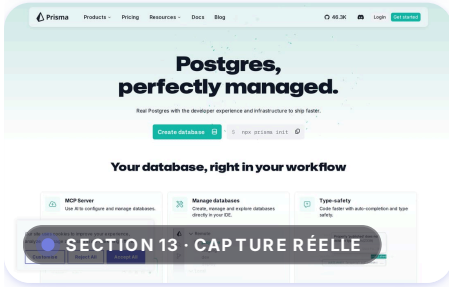 Prisma Products Pricing Resources Docs Blog 46.3K Login Get started
Postgres,
perfectly managed.
Real Postgres with the developer experience and infrastructure to ship faster.
Create database $ npx prisma init
Your database, right in your workflow
MCP Server
Use AI to configure and manage databases.
Manage databases
Create, manage and explore databases
directly in your IDE.
Type-safety
Code faster with auto-completion and type
safety.
SECTION 13 · CAPTURE RÉELLE
Customize Reject All Accept All